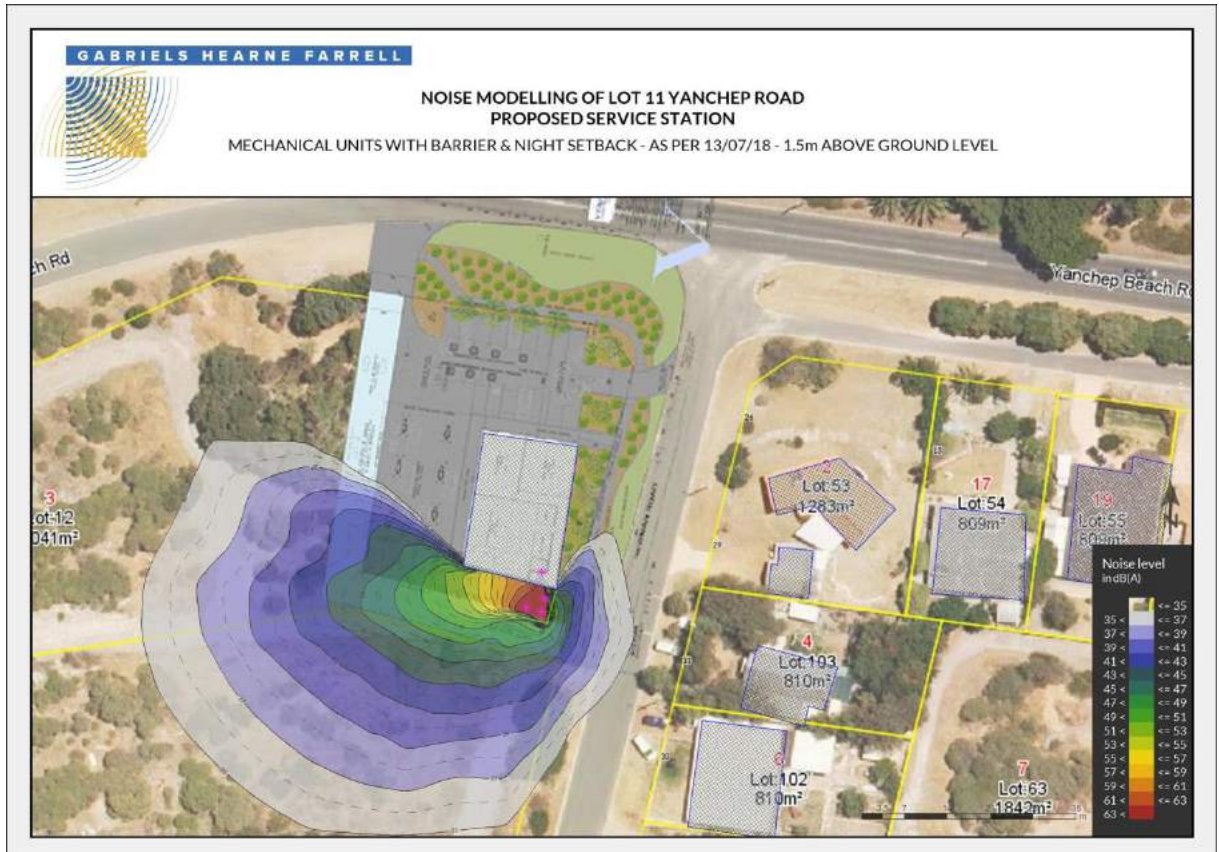 GABRIELS HEARNE FARRELL
NOISE MODELLING OF LOT 11 YANCHEP ROAD
PROPOSED SERVICE STATION
MECHANICAL UNITS WITH BARRIER & NIGHT SETBACK - AS PER 13/07/18 - 1.5m ABOVE GROUND LEVEL
ch Rd
Yanchep Beach R
2
Lot:53
1283m²
17
Lot:54
809m²
19
Lot:55
809m²
3
Lot:12
041m²
4
Lot:103
810m²
Lot:102
810m²
7
Lot:63
1842m²
Noise level
in dB(A)
<= 35
35 < <= 37
37 < <= 39
39 < <= 41
41 < <= 43
43 < <= 45
45 < <= 47
47 < <= 49
49 < <= 51
51 < <= 53
53 < <= 55
55 < <= 57
57 < <= 59
59 < <= 61
61 < <= 63
63 <